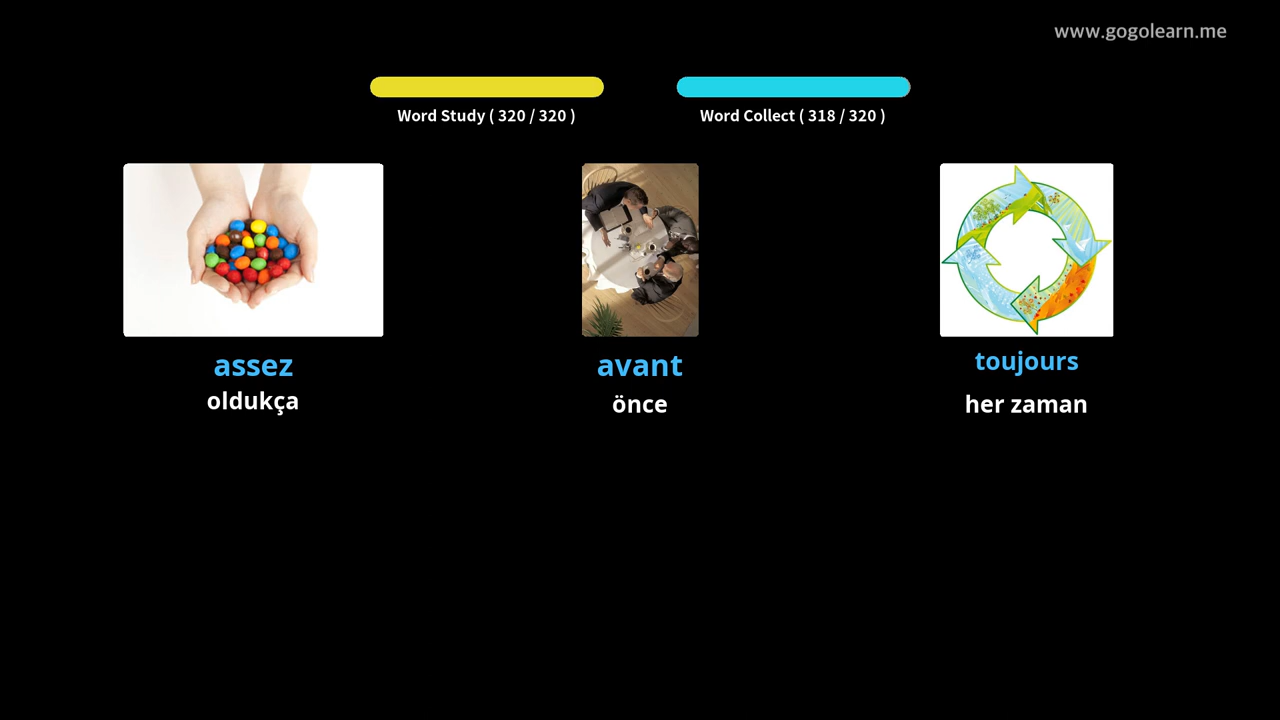 www.gogolearn.me
Word Study ( 320 / 320 )
Word Collect ( 318 / 320 )
assez
avant
toujours
oldukça
önce
her zaman